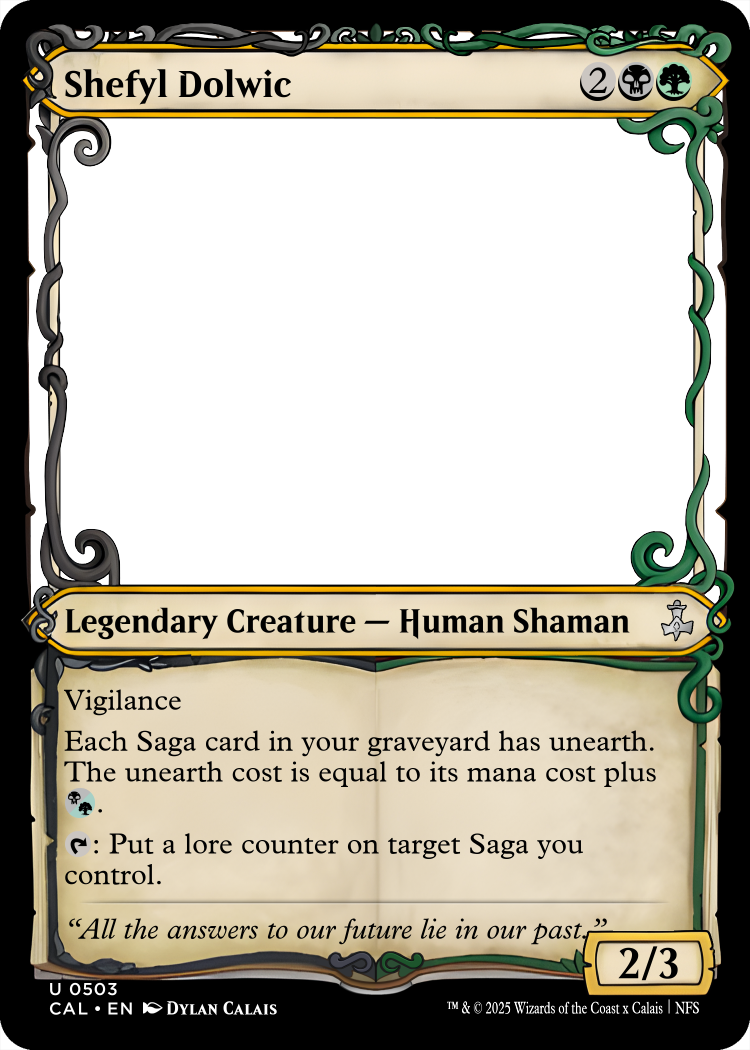 Shefyl Dolwic 2
Legendary Creature — Human Shaman
Vigilance
Each Saga card in your graveyard has unearth.
The unearth cost is equal to its mana cost plus
.
: Put a lore counter on target Saga you
control.
“All the answers to our future lie in our past.”
2/3
U 0503
CAL • EN Dylan Calais
™ & © 2025 Wizards of the Coast x Calais | NFS